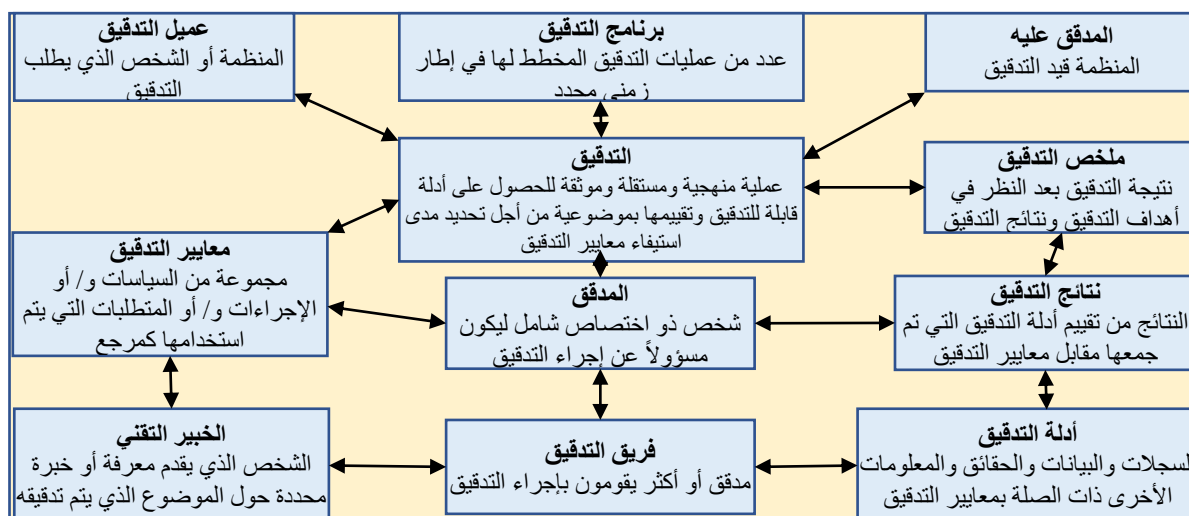 المدقق عليه
المنظمة قيد التدقيق
برنامج التدقيق
عدد من عمليات التدقيق المخطط لها في إطار
زمني محدد
عميل التدقيق
المنظمة أو الشخص الذي يطلب
التدقيق
التدقيق
عملية منهجية ومستقلة وموثقة للحصول على أدلة
قابلة للتدقيق وتقييمها بموضوعية من أجل تحديد مدى
استيفاء معايير التدقيق
ملخص التدقيق
نتيجة التدقيق بعد النظر في
أهداف التدقيق ونتائج التدقيق
معايير التدقيق
مجموعة من السياسات و/ أو
الإجراءات و/ أو المتطلبات التي يتم
استخدامها كمرجع
نتائج التدقيق
النتائج من تقييم أدلة التدقيق التي تم
جمعها مقابل معايير التدقيق
المدقق
شخص ذو اختصاص شامل ليكون
مسؤولاً عن إجراء التدقيق
أدلة التدقيق
السجلات والبيانات والحقائق والمعلومات
الأخرى ذات الصلة بمعايير التدقيق
فريق التدقيق
مدقق أو أكثر يقومون بإجراء التدقيق
الخبير التقني
الشخص الذي يقدم معرفة أو خبرة
محددة حول الموضوع الذي يتم تدقيقه